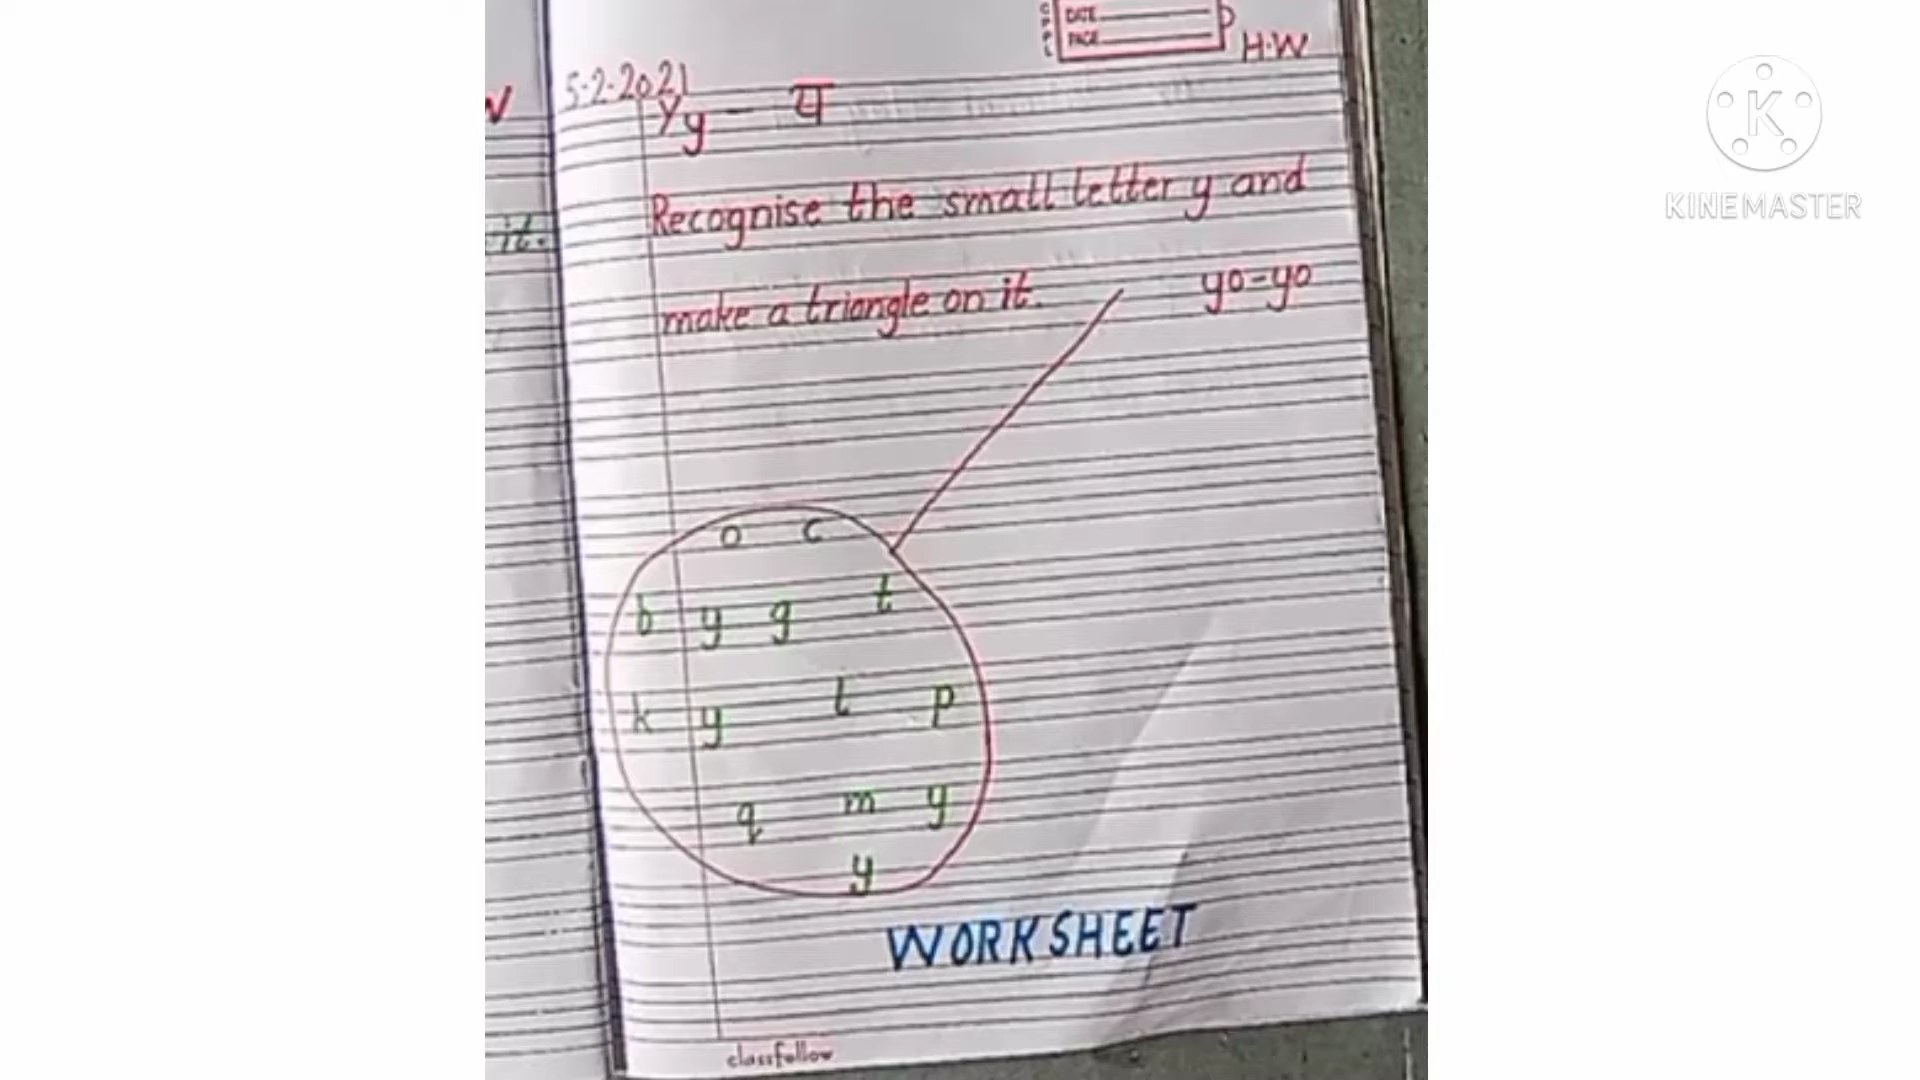 DATE
PAGE
H·W
W
5·2·2021
Yy - य
Recognise the small letter y and
it.
make a triangle on it.
yo-yo
o c
b y g t
k y l p
q m y
y
WORKSHEET
classfellow
K
KINEMASTER